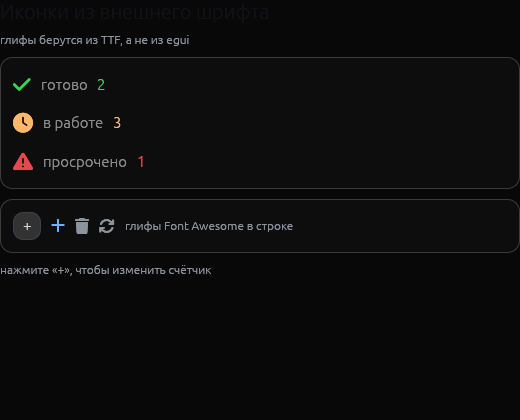 Иконки из внешнего шрифта
глифы берутся из TTF, а не из egui
готово 2
в работе 3
просрочено 1
+ глифы Font Awesome в строке
нажмите «+», чтобы изменить счётчик